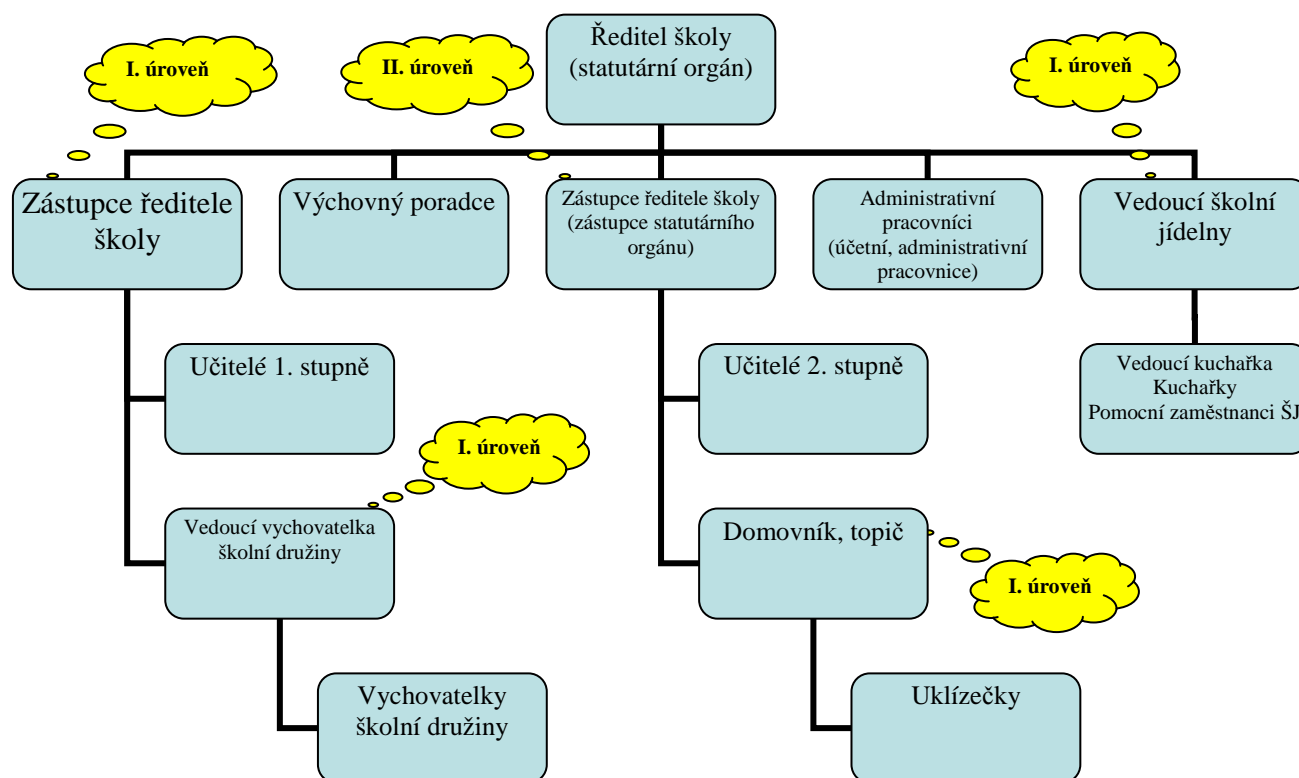 Ředitel školy
(statutární orgán)
I. úroveň
II. úroveň
I. úroveň
Zástupce ředitele
školy
Výchovný poradce
Zástupce ředitele školy
(zástupce statutárního
orgánu)
Administrativní
pracovníci
(účetní, administrativní
pracovnice)
Vedoucí školní
jídelny
Učitelé 1. stupně
Učitelé 2. stupně
Vedoucí kuchařka
Kuchařky
Pomocní zaměstnanci ŠJ
I. úroveň
Vedoucí vychovatelka
školní družiny
Domovník, topič
I. úroveň
Vychovatelky
školní družiny
Uklízečky